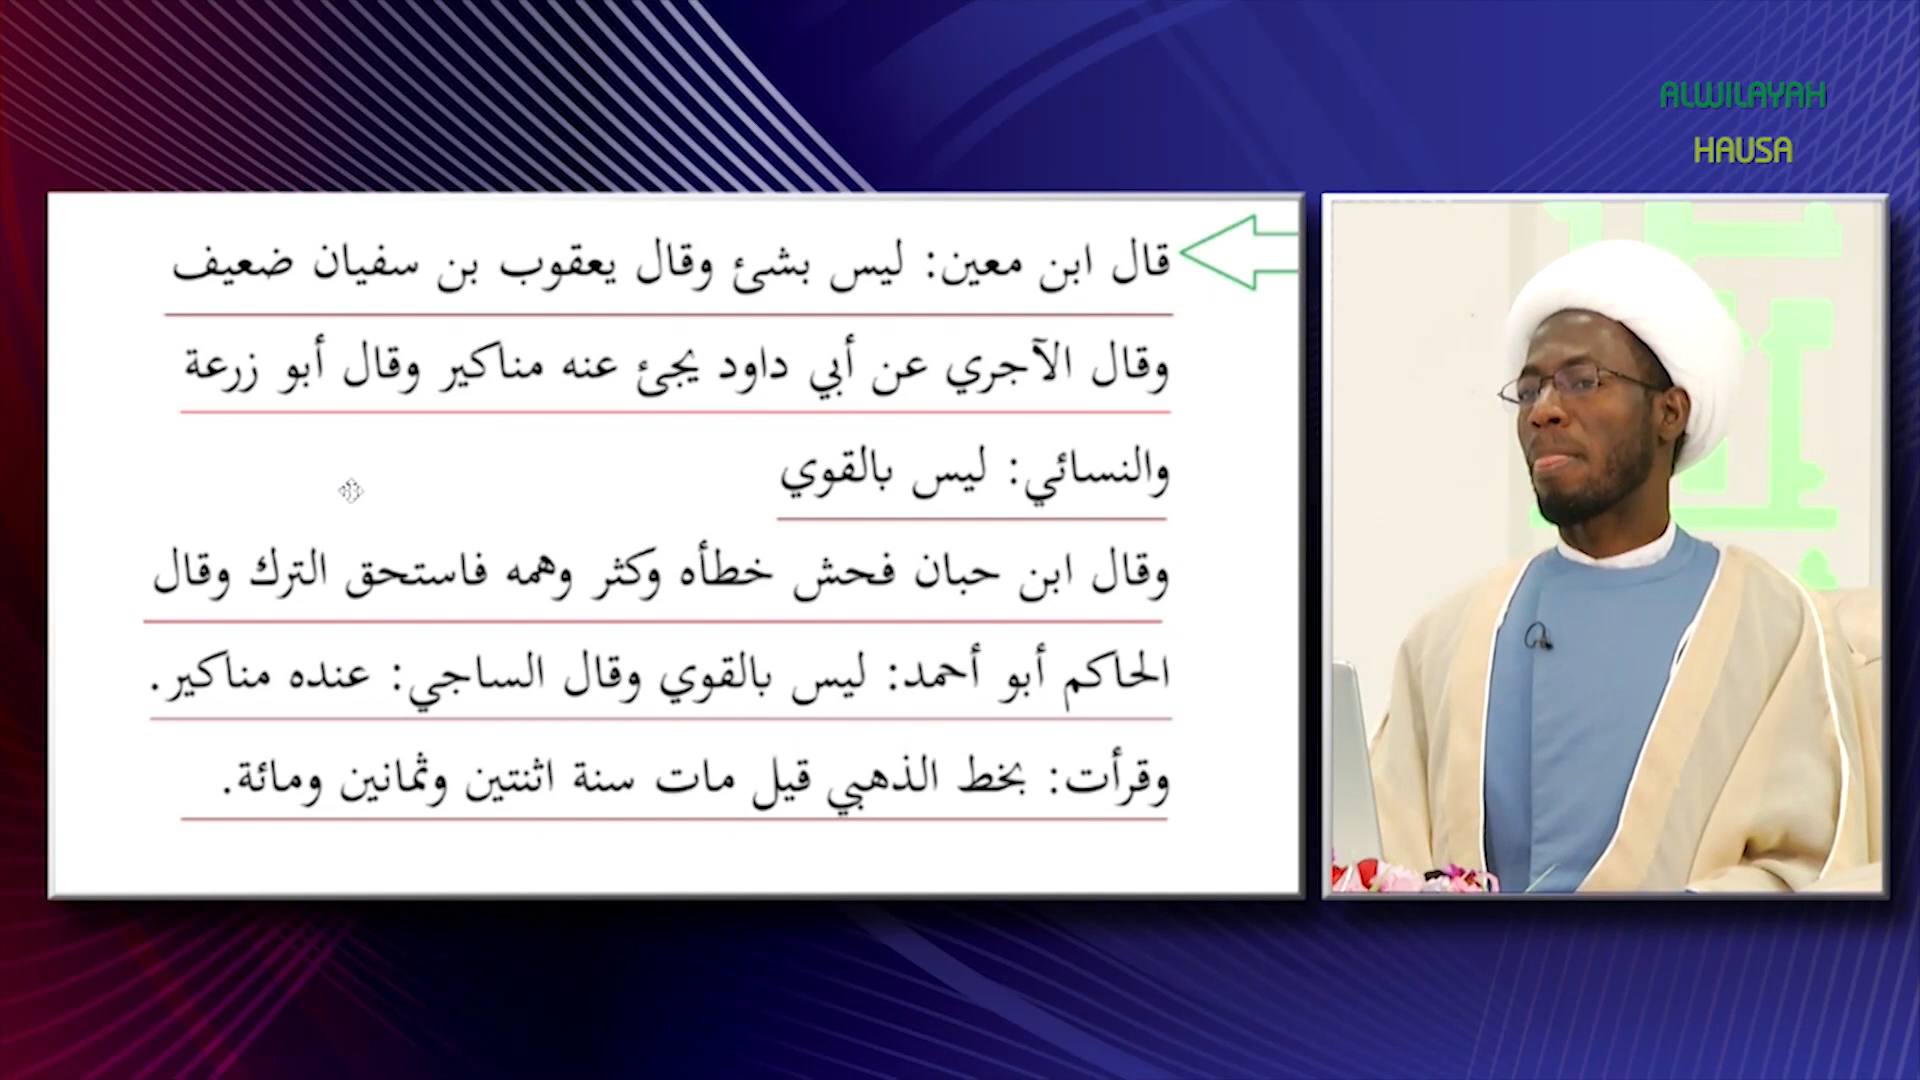 ALWILAYAH
HAUSA
قال ابن معين: ليس بشئ وقال يعقوب بن سفيان ضعيف
وقال الآجري عن أبي داود يجئ عنه مناكير وقال أبو زرعة
والنسائي: ليس بالقوي
وقال ابن حبان فحش خطأه وكثر وهمه فاستحق الترك وقال
الحاكم أبو أحمد: ليس بالقوي وقال الساجي: عنده مناكير.
وقرأت: بخط الذهبي قيل مات سنة اثنتين وثمانين ومائة.